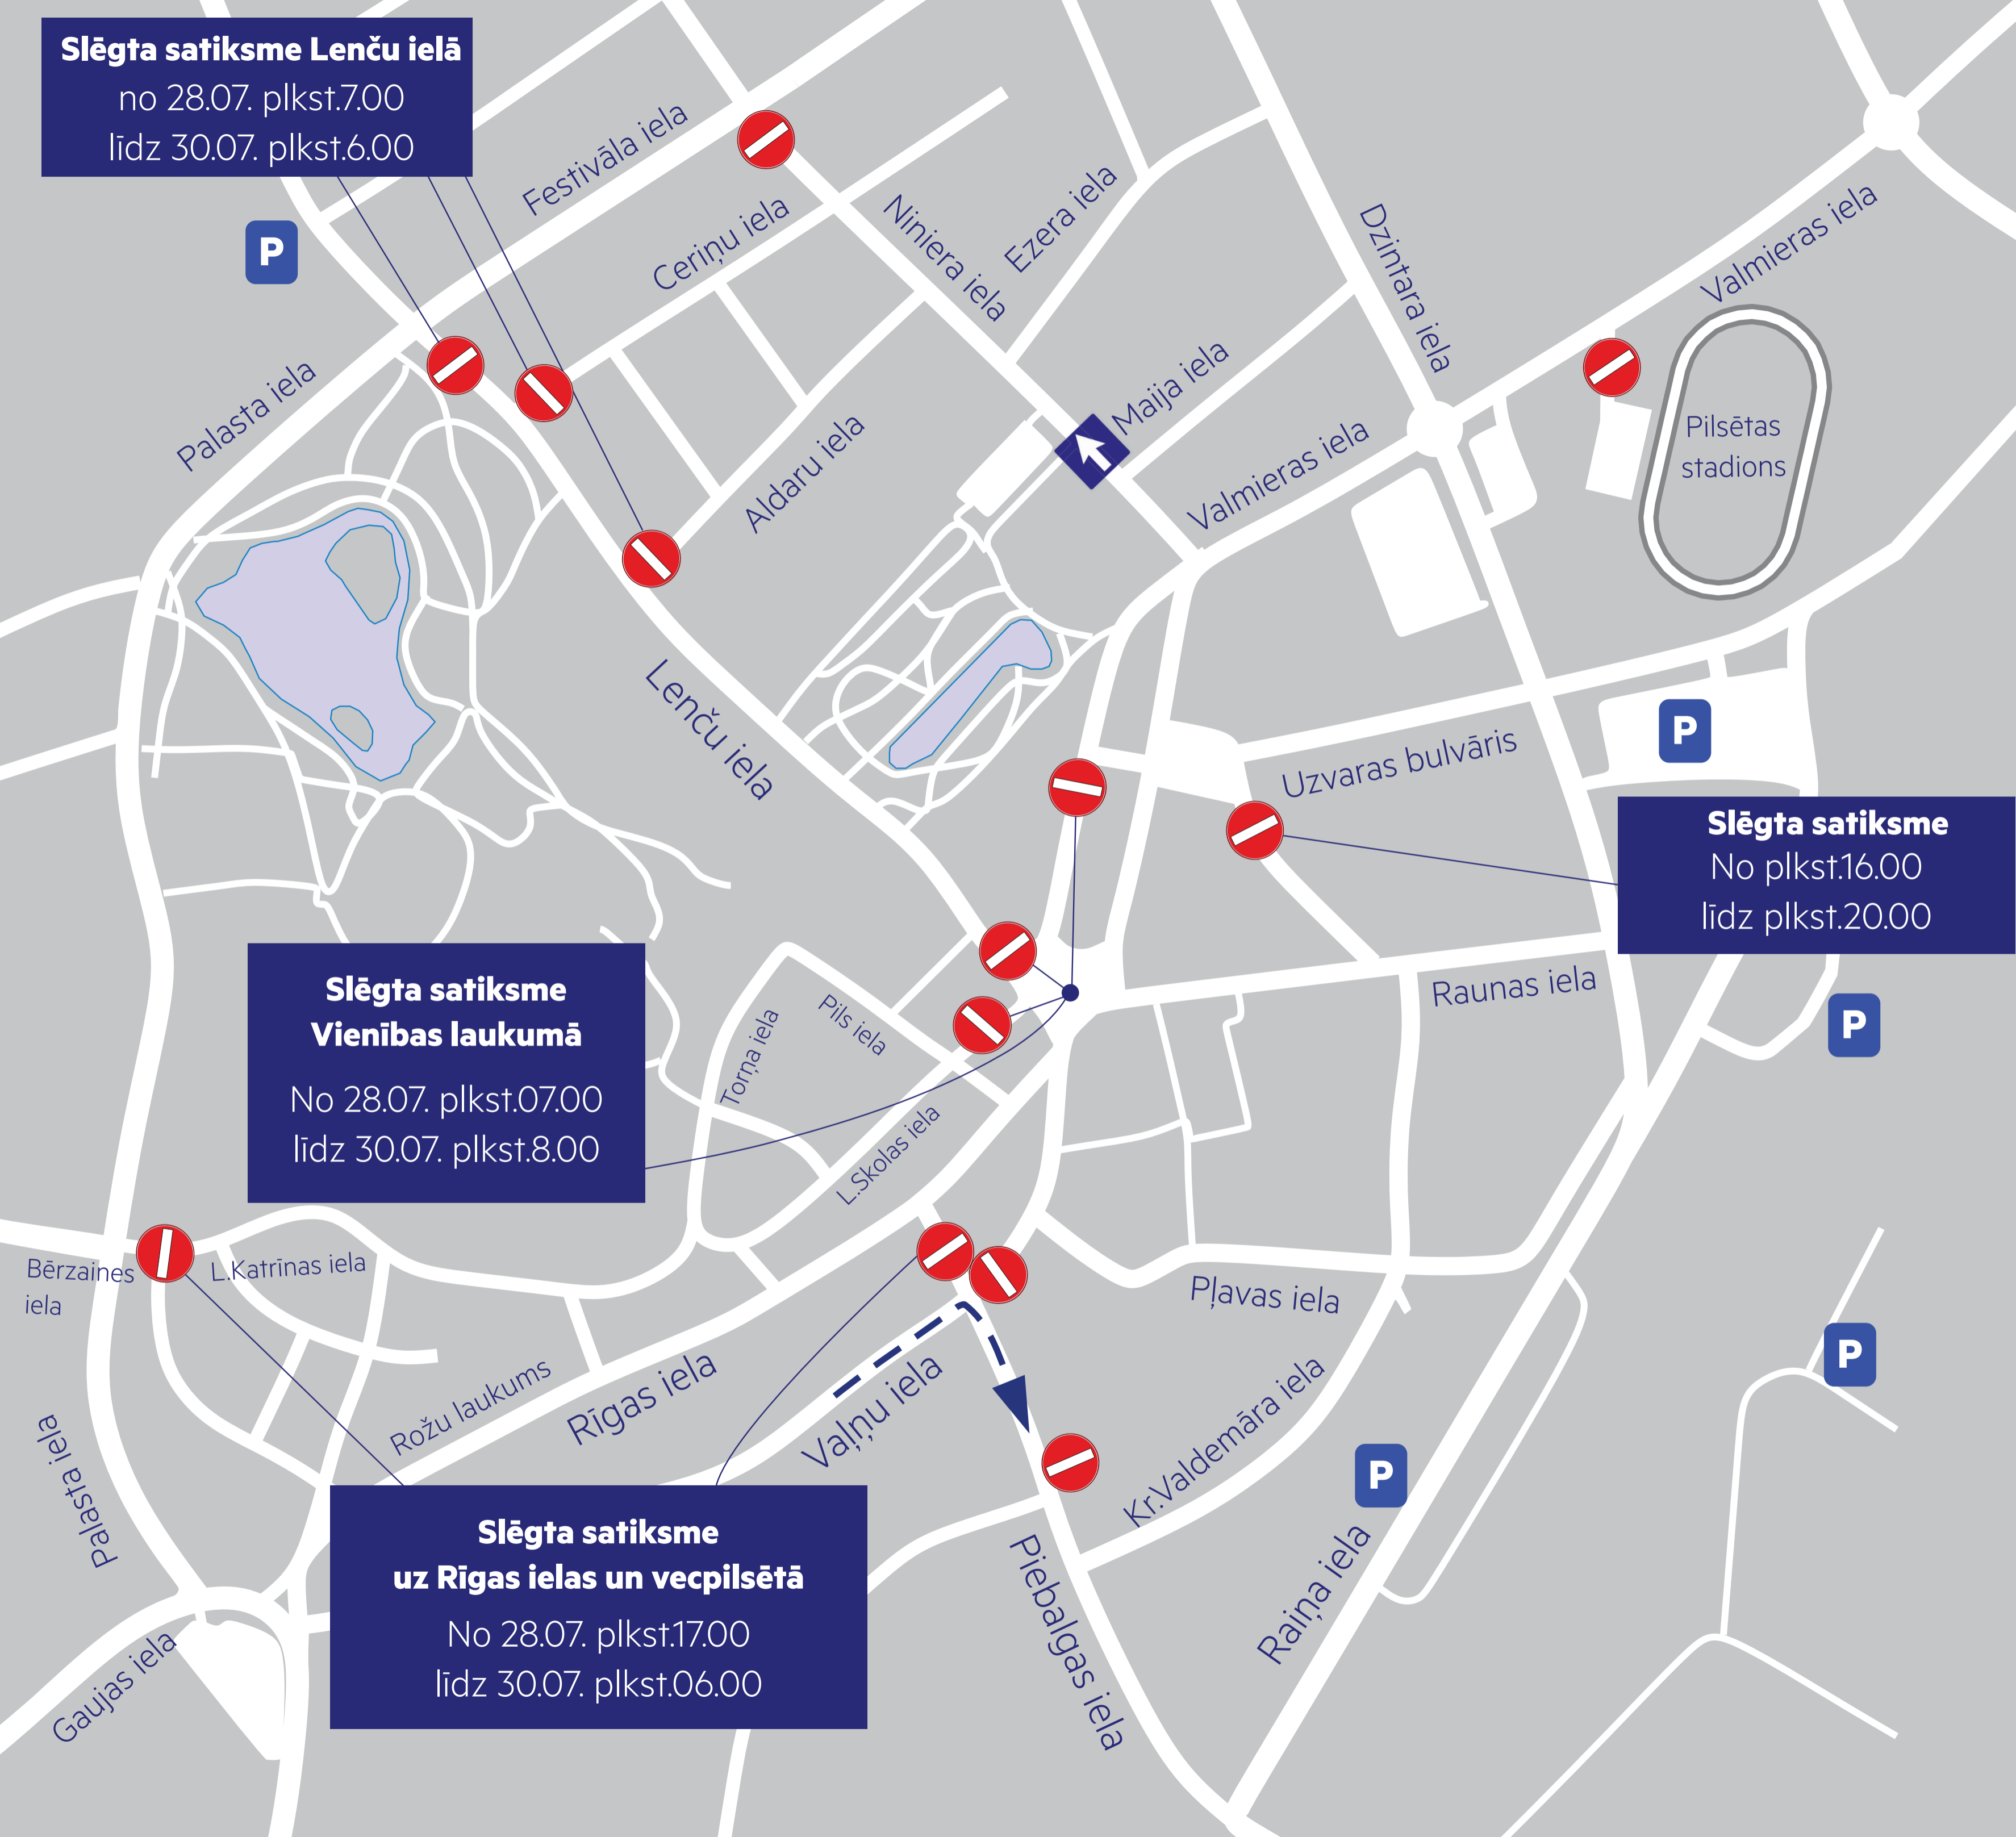 Slēgta satiksme Lenču ielā
no 28.07. plkst.7.00
līdz 30.07. plkst.6.00
P
Festivāla iela
Ceriņu iela
Niniera iela
Ezera iela
Dzintara iela
Valmieras iela
Palasta iela
Maija iela
Aldaru iela
Valmieras iela
Pilsētas
stadions
Lenču iela
P
Uzvaras bulvāris
Slēgta satiksme
No plkst.16.00
līdz plkst.20.00
Slēgta satiksme
Vienības laukumā
No 28.07. plkst.07.00
līdz 30.07. plkst.8.00
Torņa iela
Pils iela
Raunas iela
P
L.Skolas iela
Bērzaines
iela
L.Katrīnas iela
Pļavas iela
P
Rožu laukums
Rīgas iela
Vaļņu iela
Kr.Valdemāra iela
P
Palasta iela
Slēgta satiksme
uz Rīgas ielas un vecpilsētā
No 28.07. plkst.17.00
līdz 30.07. plkst.06.00
Piebalgas iela
Raiņa iela
Gaujas iela